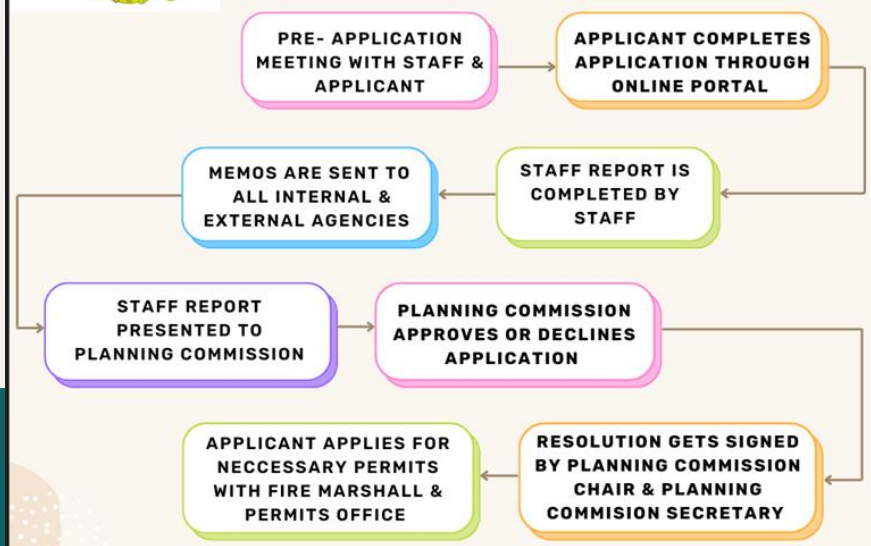 PRE- APPLICATION
MEETING WITH STAFF &
APPLICANT
APPLICANT COMPLETES
APPLICATION THROUGH
ONLINE PORTAL
STAFF REPORT IS
COMPLETED BY
STAFF
MEMOS ARE SENT TO
ALL INTERNAL &
EXTERNAL AGENCIES
STAFF REPORT
PRESENTED TO
PLANNING COMMISSION
PLANNING COMMISSION
APPROVES OR DECLINES
APPLICATION
RESOLUTION GETS SIGNED
BY PLANNING COMMISSION
CHAIR & PLANNING
COMMISION SECRETARY
APPLICANT APPLIES FOR
NECCESSARY PERMITS
WITH FIRE MARSHALL &
PERMITS OFFICE